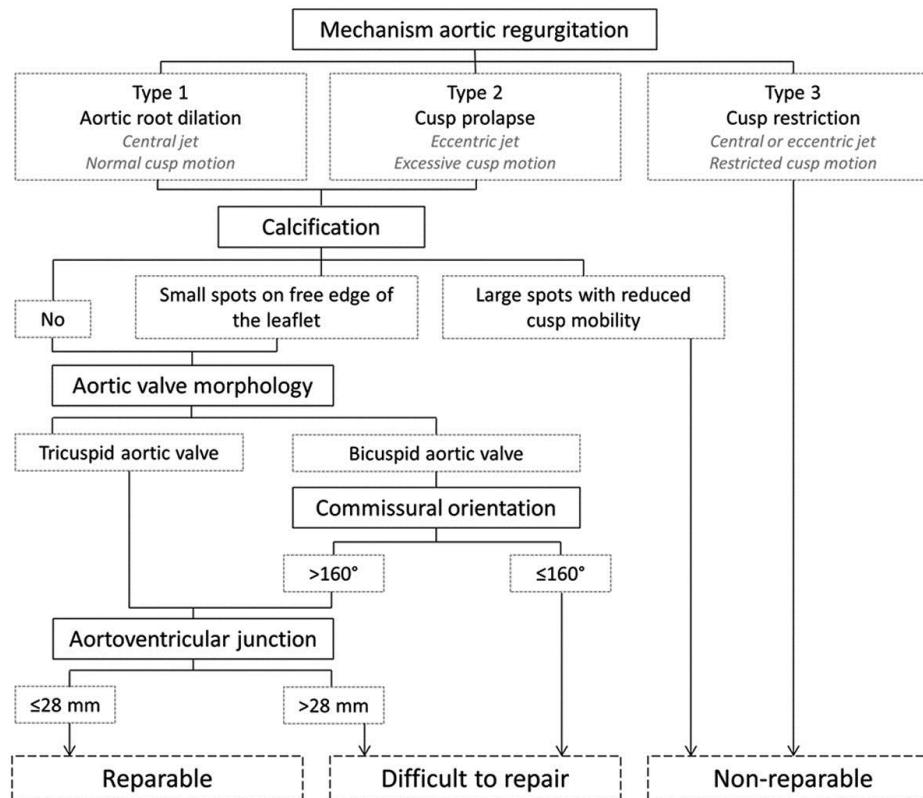 Mechanism aortic regurgitation
Type 1
Aortic root dilation
Central jet
Normal cusp motion
Type 2
Cusp prolapse
Eccentric jet
Excessive cusp motion
Type 3
Cusp restriction
Central or eccentric jet
Restricted cusp motion
Calcification
No
Small spots on free edge of
the leaflet
Large spots with reduced
cusp mobility
Aortic valve morphology
Tricuspid aortic valve
Bicuspid aortic valve
Commissural orientation
>160°
≤160°
Aortoventricular junction
≤28 mm
>28 mm
Reparable
Difficult to repair
Non-reparable